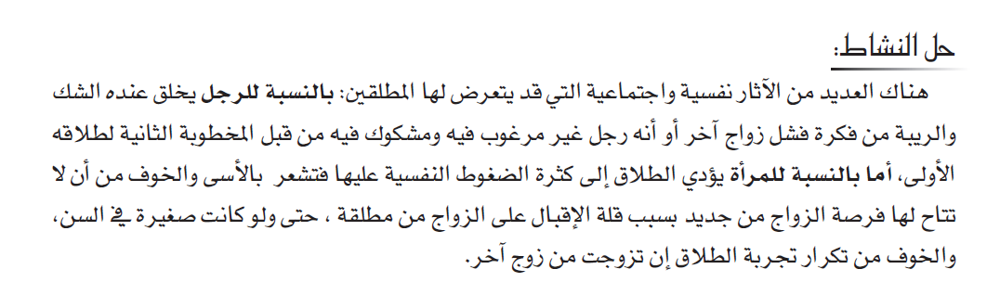 حل النشاط:
هناك العديد من الآثار نفسية واجتماعية التي قد يتعرض لها المطلقين: بالنسبة للرجل يخلق عنده الشك
والريبة من فكرة فشل زواج آخر أو أنه رجل غير مرغوب فيه ومشكوك فيه من قبل المخطوبة الثانية لطلاقه
الأولى، أما بالنسبة للمرأة يؤدي الطلاق إلى كثرة الضغوط النفسية عليها فتشعر بالأسى والخوف من أن لا
تتاح لها فرصة الزواج من جديد بسبب قلة الإقبال على الزواج من مطلقة ، حتى ولو كانت صغيرة في السن،
والخوف من تكرار تجربة الطلاق إن تزوجت من زوج آخر.